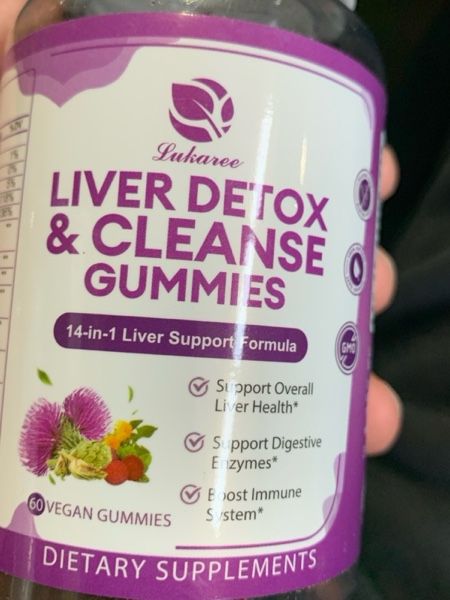 Lukaree
LIVER DETOX
& CLEANSE
GUMMIES
14-in-1 Liver Support Formula
Support Overall
Liver Health*
Support Digestive
Enzymes*
Boost Immune
System*
GMO
60 VEGAN GUMMIES
DIETARY SUPPLEMENTS